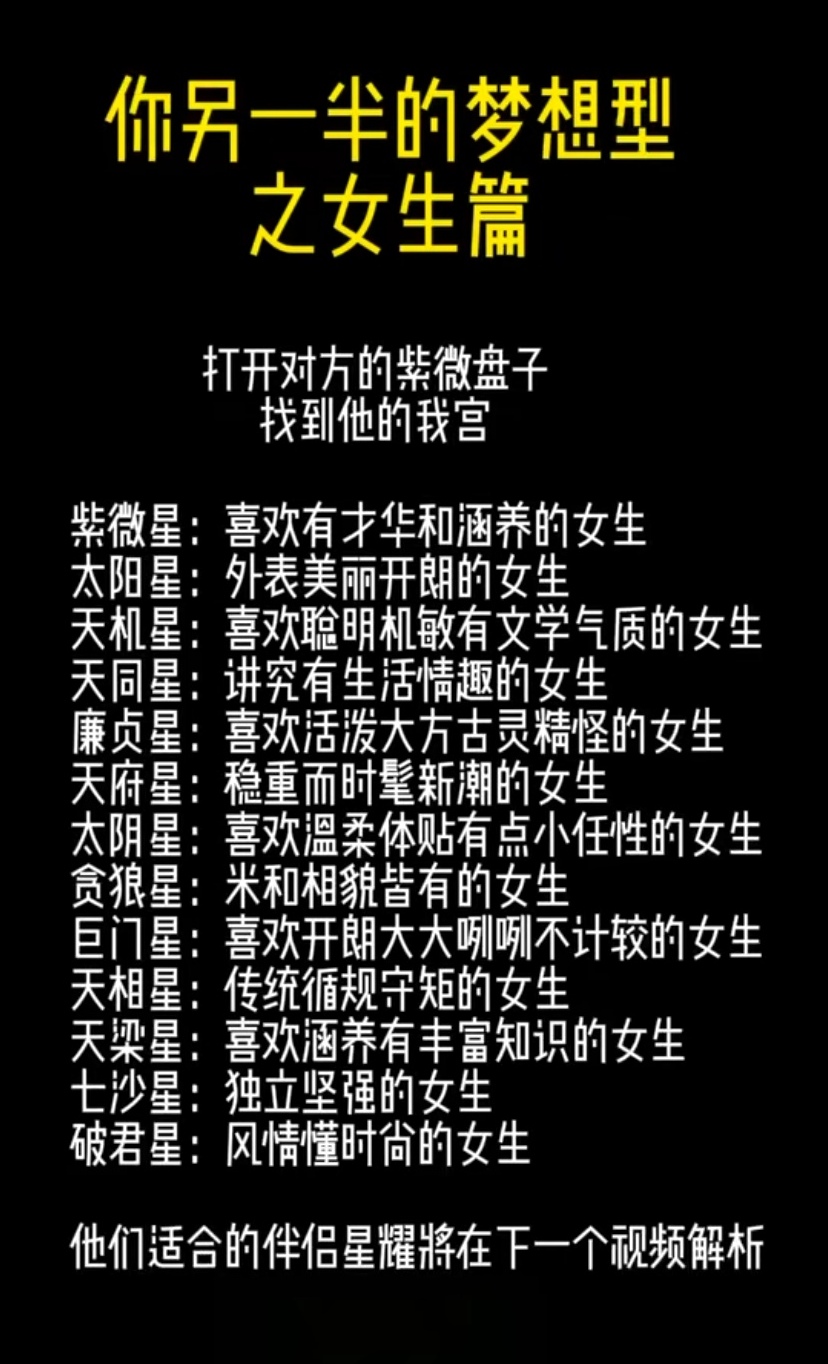 你另一半的梦想型
之女生篇
打开对方的紫微盘子
找到他的我宫
紫微星：喜欢有才华和涵养的女生
太阳星：外表美丽开朗的女生
天机星：喜欢聪明机敏有文学气质的女生
天同星：讲究有生活情趣的女生
廉贞星：喜欢活泼大方古灵精怪的女生
天府星：稳重而时髦新潮的女生
太阴星：喜欢溫柔体贴有点小任性的女生
贪狼星：米和相貌皆有的女生
巨门星：喜欢开朗大大咧咧不计较的女生
天相星：传统循规守矩的女生
天梁星：喜欢涵养有丰富知识的女生
七沙星：独立坚强的女生
破君星：风情懂时尚的女生
他们适合的伴侣星耀將在下一个视频解析